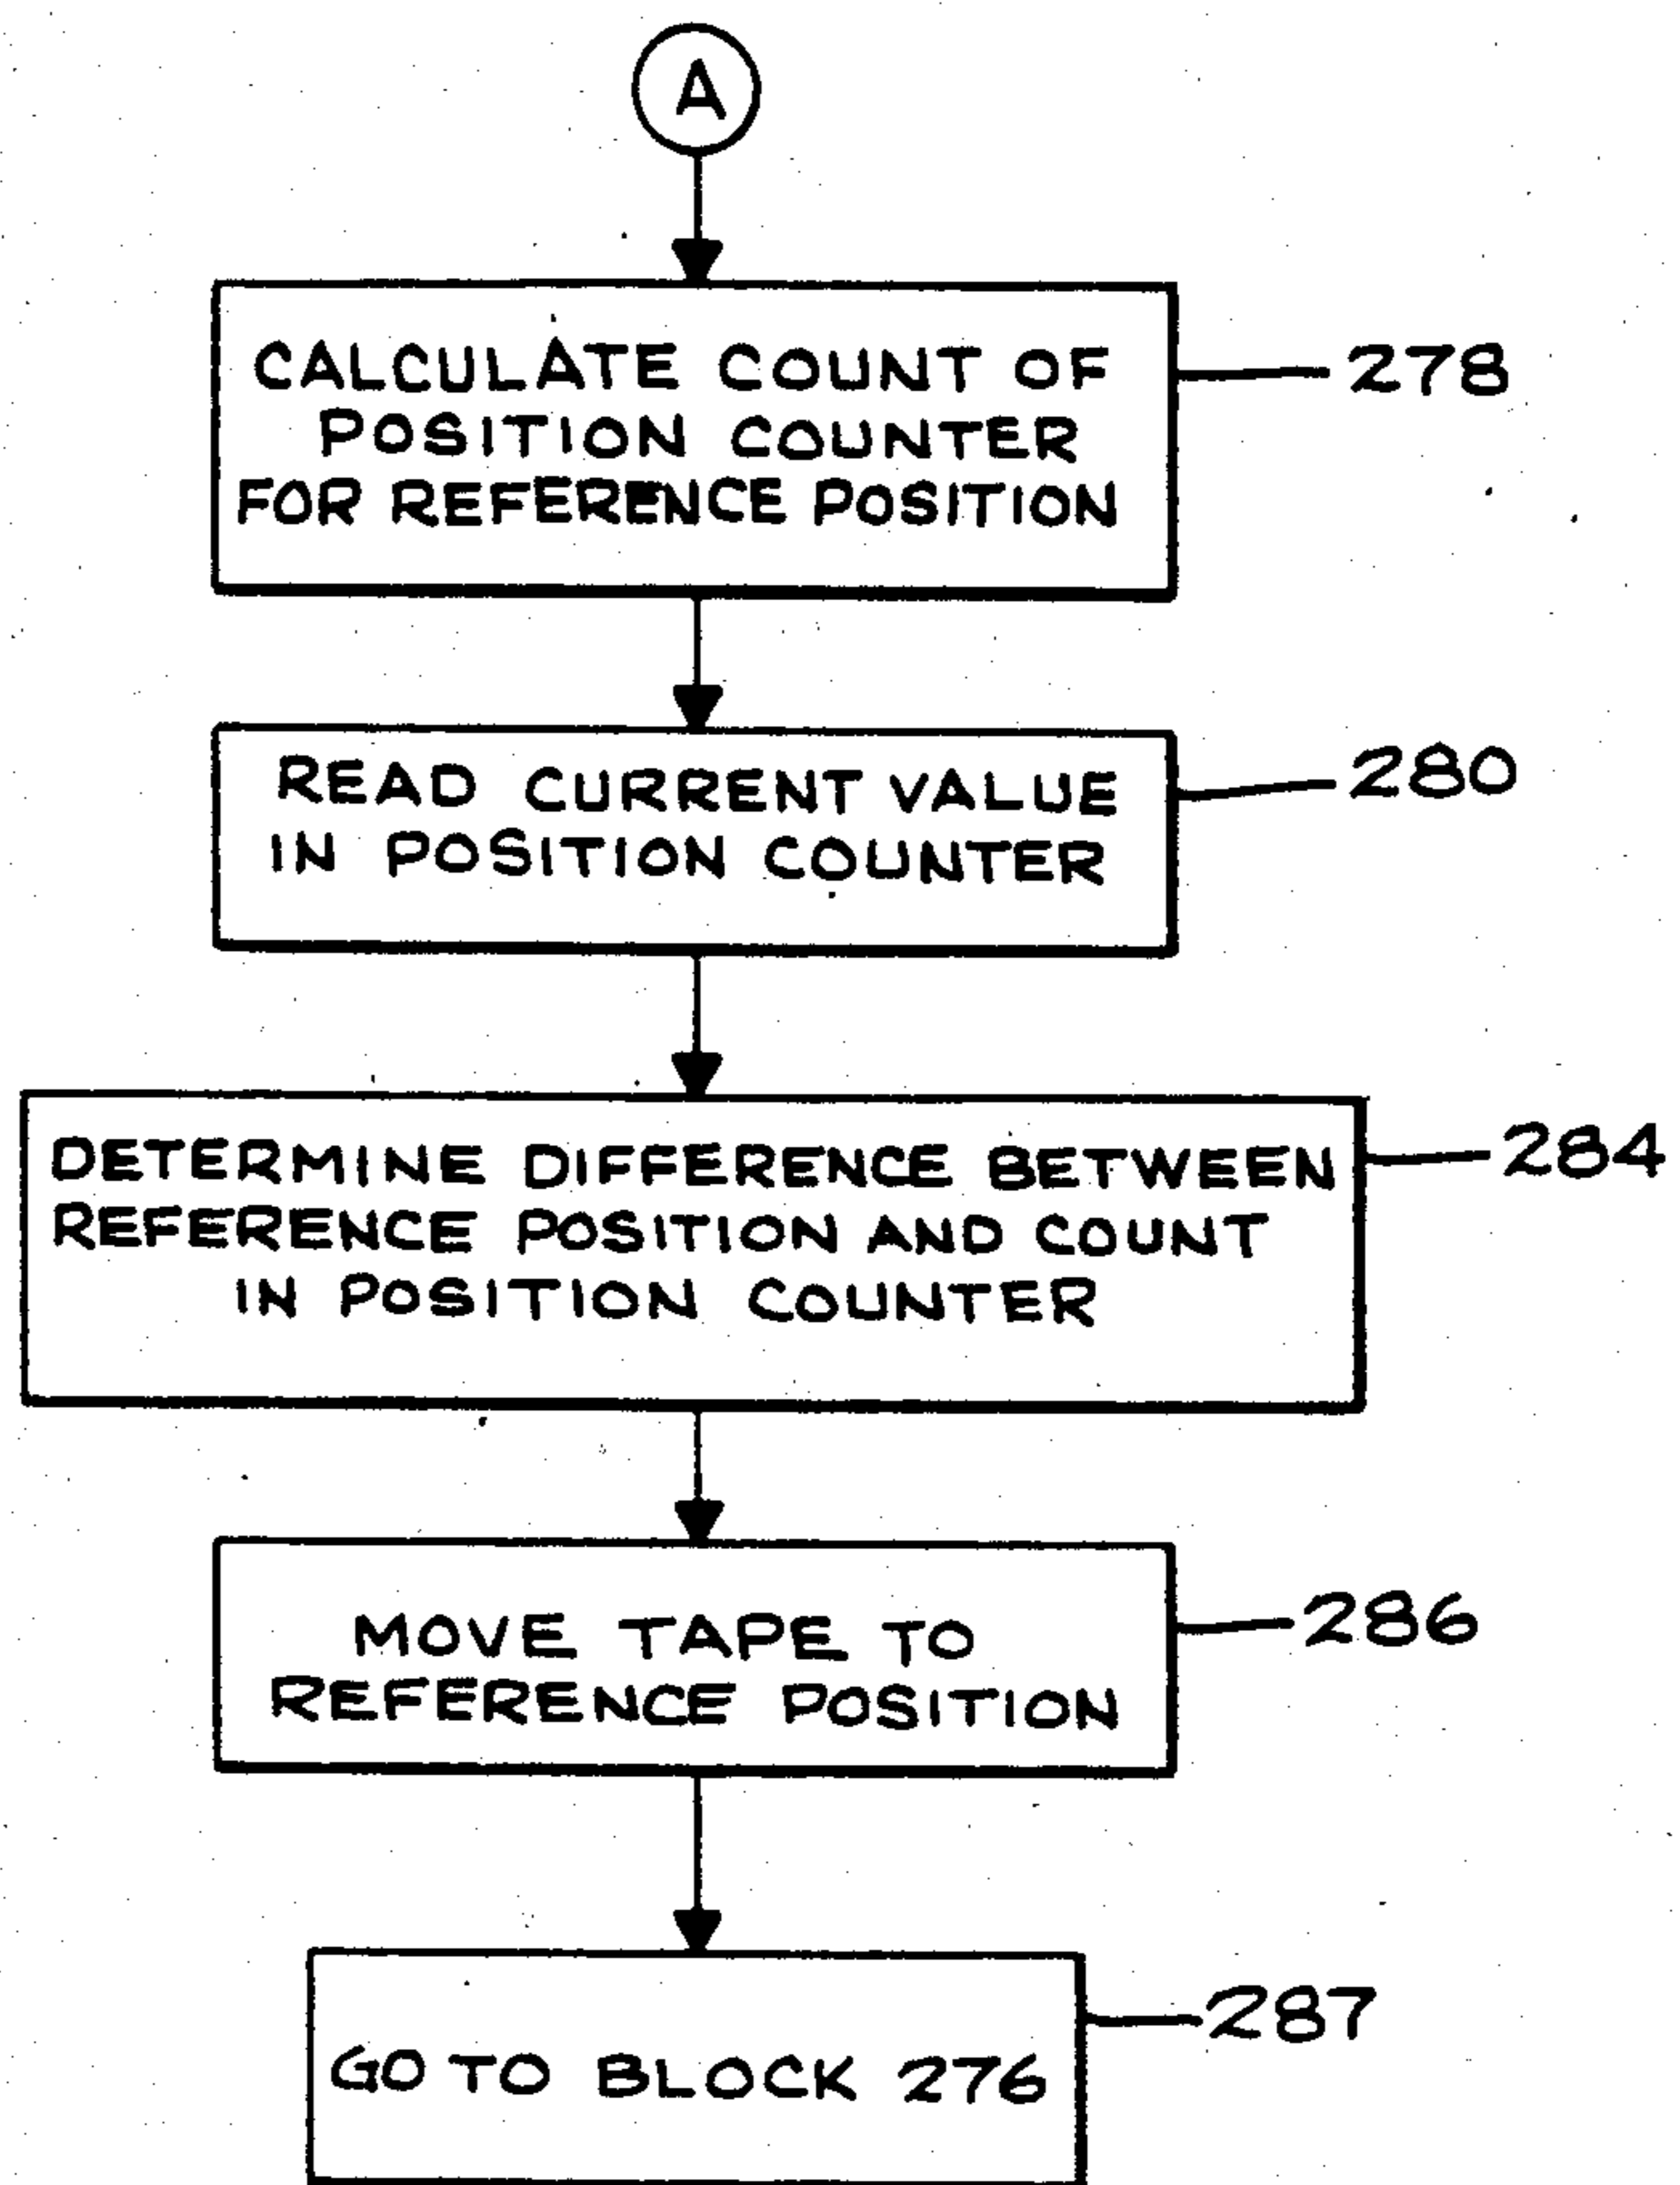 A
CALCULATE COUNT OF
POSITION COUNTER
FOR REFERENCE POSITION
278
READ CURRENT VALUE
IN POSITION COUNTER
280
DETERMINE DIFFERENCE BETWEEN
REFERENCE POSITION AND COUNT
IN POSITION COUNTER
284
MOVE TAPE TO
REFERENCE POSITION
286
GO TO BLOCK 276
287